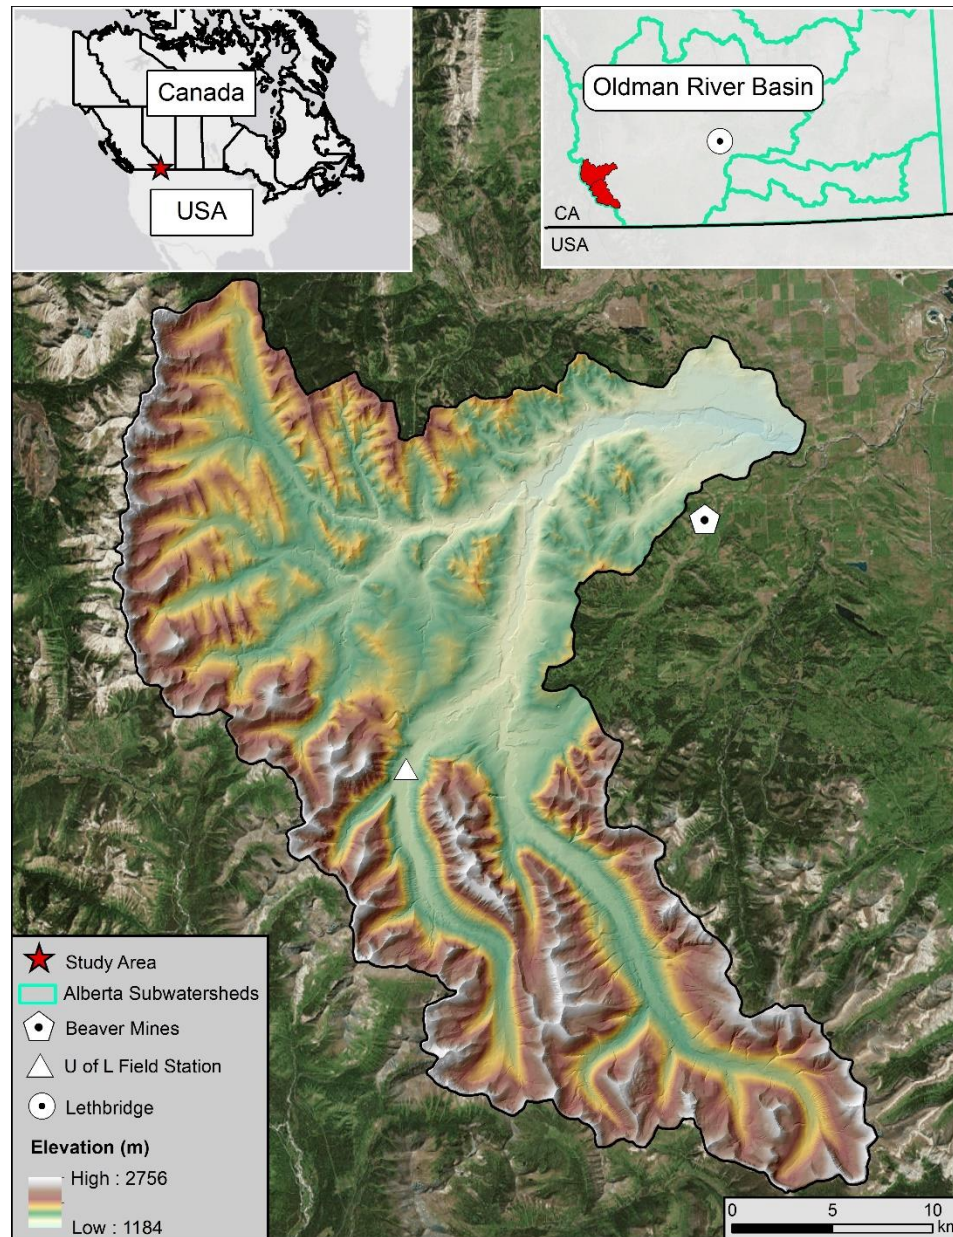 Canada
USA
Oldman River Basin
CA
USA
Study Area
Alberta Subwatersheds
Beaver Mines
U of L Field Station
Lethbridge
Elevation (m)
High : 2756
Low : 1184
0 5 10
km